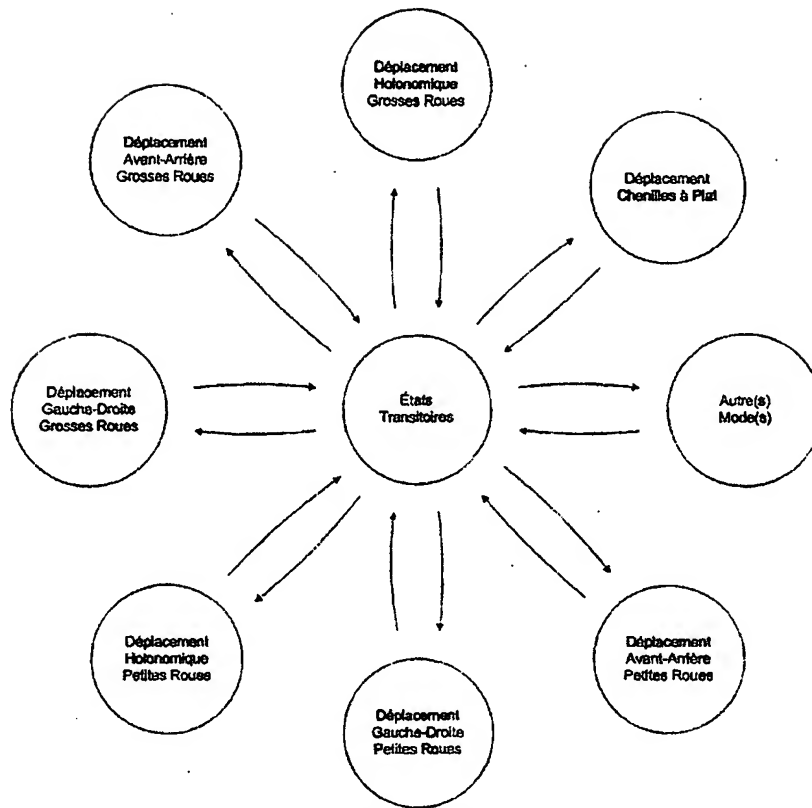 Déplacement
Holonomique
Grosses Roues
Déplacement
Avant-Arrière
Grosses Roues
Déplacement
Chenilles à Plat
Déplacement
Gauche-Droite
Grosses Roues
États
Transitoires
Autre(s)
Mode(s)
Déplacement
Holonomique
Petites Roues
Déplacement
Gauche-Droite
Petites Roues
Déplacement
Avant-Arrière
Petites Roues